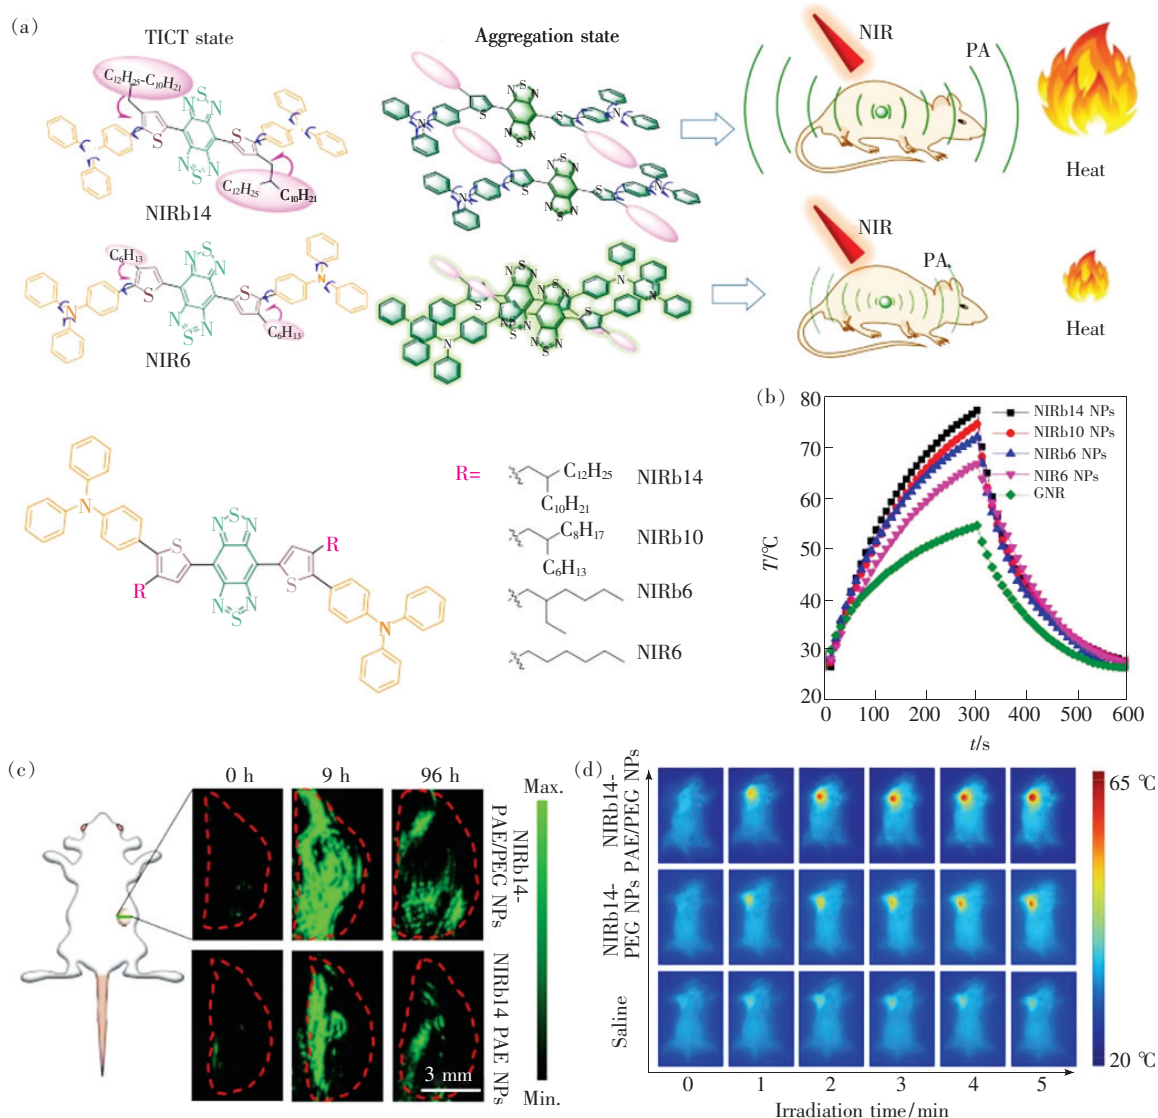 (a)
TICT state
Aggregation state
NIR
PA
Heat
C12H25-C10H21
N S N
S
S
N S N
N
N
C12H25
C10H21
NIRb14
C6H13
N S N
S
S
N S N
N
N
C6H13
NIR6
NIR
PA
Heat
N
S
N
S
N
R
R
S
N S N
N S N
S
N
R=
C12H25
C10H21
NIRb14
C8H17
C6H13
NIRb10
NIRb6
NIR6
(b)
80
70
60
50
40
30
20
T/℃
NIRb14 NPs
NIRb10 NPs
NIRb6 NPs
NIR6 NPs
GNR
0 100 200 300 400 500 600
t/s
(c)
0 h 9 h 96 h
Max.
Min.
NIRb14-
PAE/PEG NPs
NIRb14 PAE NPs
3 mm
(d)
NIRb14-
PAE/PEG NPs
NIRb14-
PEG NPs
Saline
65 ℃
20 ℃
0 1 2 3 4 5
Irradiation time/min